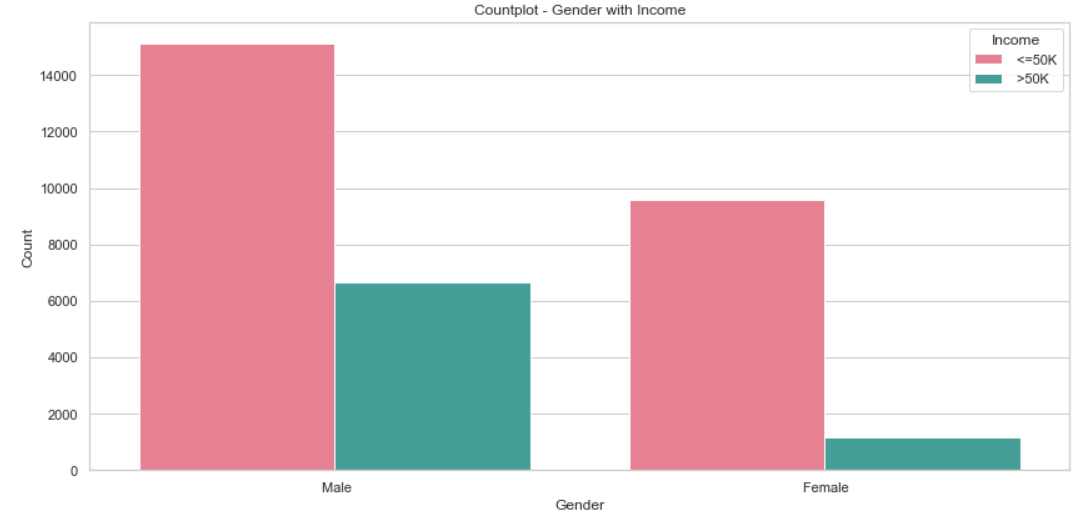 Countplot - Gender with Income
Income
<=50K
>50K
14000
12000
10000
8000
6000
4000
2000
0
Count
Male
Female
Gender